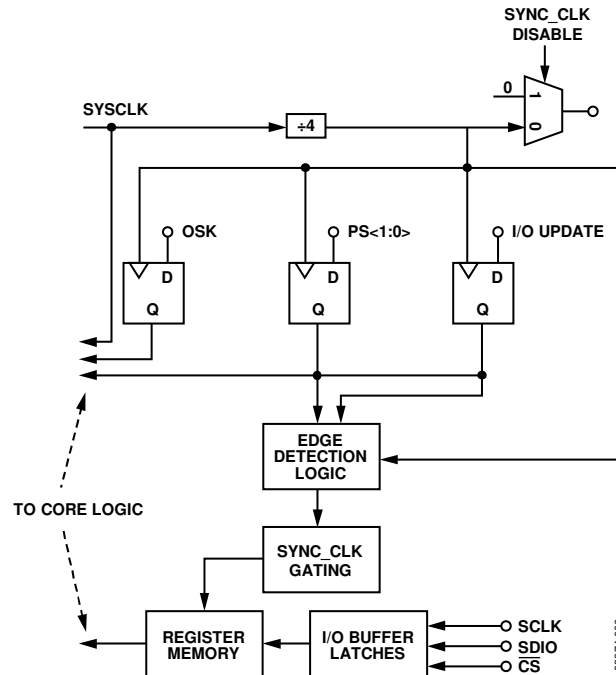 SYNC_CLK
DISABLE
0
1
SYSCLK
÷4
0
OSK
PS<1:0>
I/O UPDATE
D
D
D
Q
Q
Q
EDGE
DETECTION
LOGIC
TO CORE LOGIC
SYNC_CLK
GATING
REGISTER
MEMORY
I/O BUFFER
LATCHES
SCLK
SDIO
CS